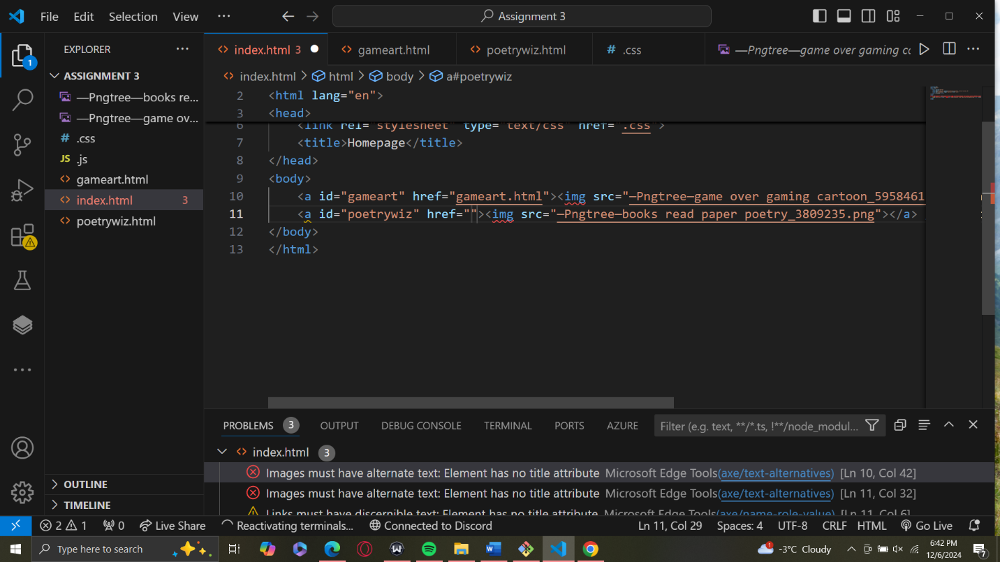 File Edit Selection View ··· Assignment 3
EXPLORER ···
ASSIGNMENT 3
—Pngtree—books re...
—Pngtree—game ov...
# .css
JS .js
gameart.html
index.html 3
poetrywiz.html
OUTLINE
TIMELINE
1
index.html 3 gameart.html poetrywiz.html # .css —Pngtree—game over gaming ca
index.html > html > body > a#poetrywiz
2 <html lang="en">
3 <head>
6 <link rel="stylesheet" type="text/css" href=".css">
7 <title>Homepage</title>
8 </head>
9 <body>
10 <a id="gameart" href="gameart.html"><img src="—Pngtree—game over gaming cartoon_5958461
11 <a id="poetrywiz" href=""><img src="—Pngtree—books read paper poetry_3809235.png"></a>
12 </body>
13 </html>
PROBLEMS 3 OUTPUT DEBUG CONSOLE TERMINAL PORTS AZURE Filter (e.g. text, **/*.ts, !**/node_modul...
index.html 3
Images must have alternate text: Element has no title attribute Microsoft Edge Tools(axe/text-alternatives) [Ln 10, Col 42]
Images must have alternate text: Element has no title attribute Microsoft Edge Tools(axe/text-alternatives) [Ln 11, Col 32]
Links must have discernible text: Element has no title attribute Microsoft Edge Tools(axe/name-role-value) [Ln 11, Col 6]
2 1 0 Live Share Reactivating terminals... Connected to Discord Ln 11, Col 29 Spaces: 4 UTF-8 CRLF HTML Go Live
Type here to search 1 -3°C Cloudy 6:42 PM
12/6/2024 7